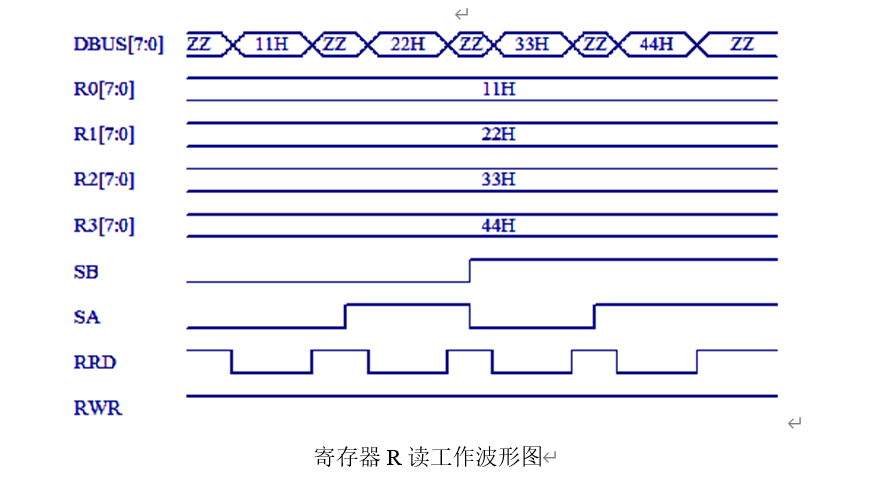 DBUS[7:0] ZZ 11H ZZ 22H ZZ 33H ZZ 44H ZZ
R0[7:0] 11H
R1[7:0] 22H
R2[7:0] 33H
R3[7:0] 44H
SB
SA
RRD
RWR
寄存器 R 读工作波形图